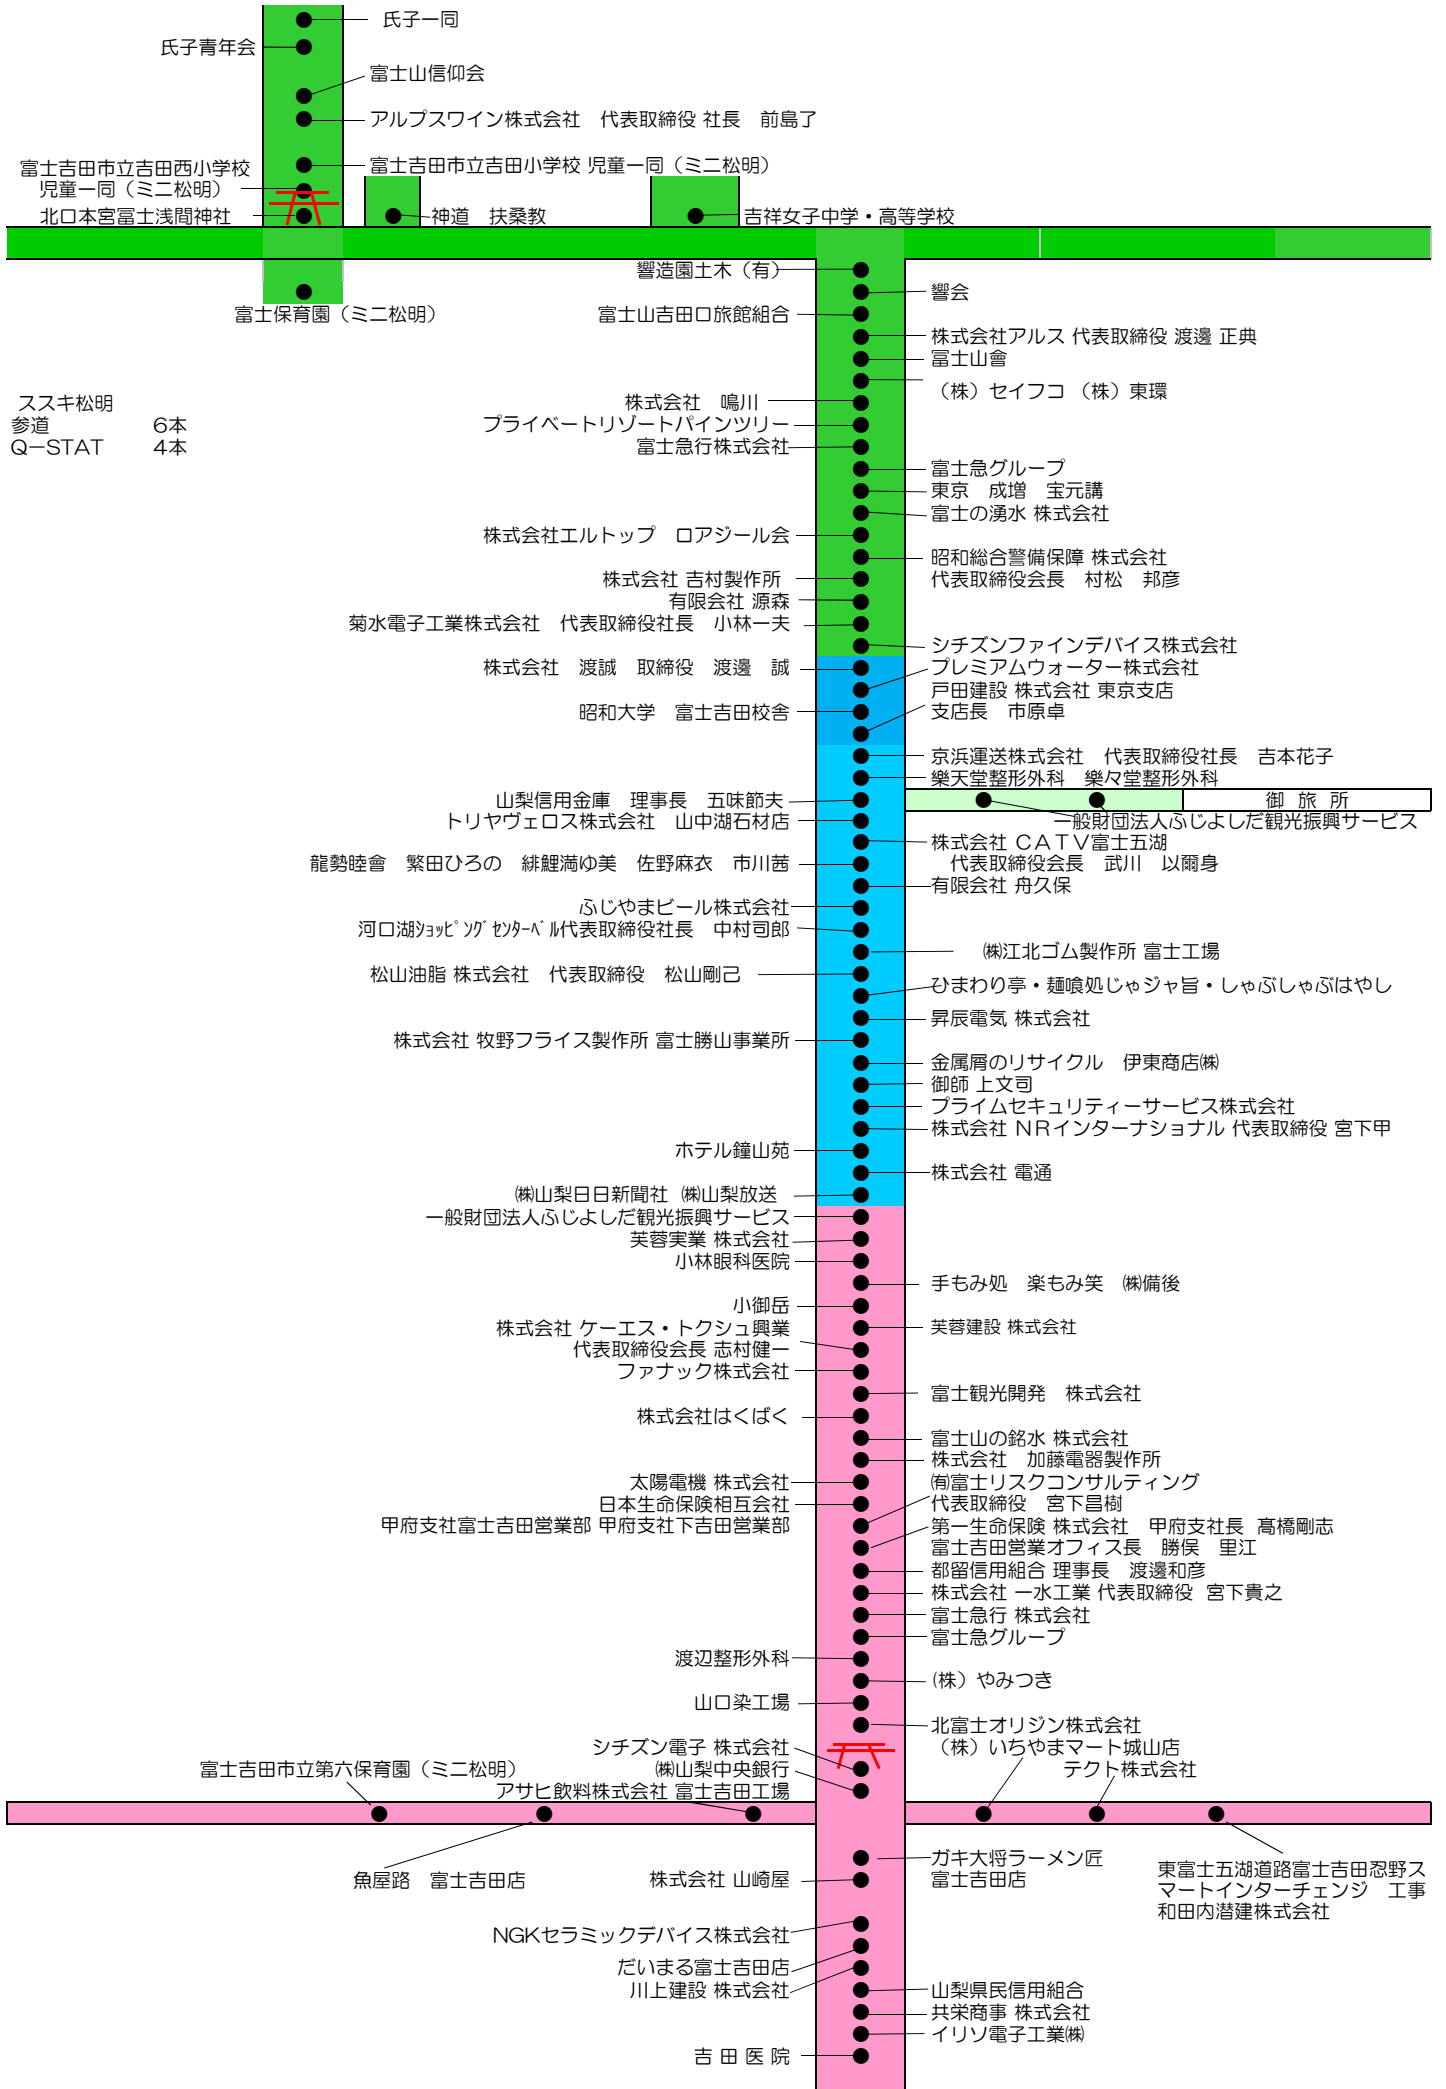 氏子一同
氏子青年会
富士山信仰会
アルプスワイン株式会社　代表取締役 社長　前島了
富士吉田市立吉田小学校 児童一同（ミニ松明）
富士吉田市立吉田西小学校
児童一同（ミニ松明）
北口本宮冨士浅間神社
神道　扶桑教
吉祥女子中学・高等学校
響造園土木（有）
響会
富士保育園（ミニ松明）
富士山吉田口旅館組合
株式会社アルス 代表取締役 渡邊 正典
冨士山會
（株）セイフコ （株）東環
ススキ松明
参道　6本
Q－STAT　4本
株式会社　鳴川
プライベートリゾートパインツリー
富士急行株式会社
富士急グループ
東京　成増　宝元講
富士の湧水 株式会社
株式会社エルトップ　ロアジール会
昭和総合警備保障 株式会社
代表取締役会長　村松　邦彦
株式会社 吉村製作所
有限会社 源森
菊水電子工業株式会社　代表取締役社長　小林一夫
シチズンファインデバイス株式会社
株式会社　渡誠　取締役　渡邊　誠
プレミアムウォーター株式会社
戸田建設 株式会社 東京支店
支店長　市原卓
昭和大学　富士吉田校舎
京浜運送株式会社　代表取締役社長　吉本花子
樂天堂整形外科　樂々堂整形外科
山梨信用金庫　理事長　五味節夫
御 旅 所
トリヤヴェロス株式会社　山中湖石材店
一般財団法人ふじよしだ観光振興サービス
株式会社 ＣＡＴＶ富士五湖
代表取締役会長　武川　以爾身
龍勢睦會　繁田ひろの　緋鯉満ゆ美　佐野麻衣　市川茜
有限会社 舟久保
ふじやまビール株式会社
河口湖ｼｮｯﾋﾟﾝｸﾞｾﾝﾀｰﾍﾞﾙ代表取締役社長　中村司郎
㈱江北ゴム製作所 富士工場
松山油脂 株式会社　代表取締役　松山剛己
ひまわり亭・麺喰処じゃジャ旨・しゃぶしゃぶはやし
昇辰電気 株式会社
株式会社 牧野フライス製作所 富士勝山事業所
金属屑のリサイクル　伊東商店㈱
御師 上文司
プライムセキュリティーサービス株式会社
株式会社 ＮＲインターナショナル 代表取締役 宮下甲
ホテル鐘山苑
株式会社 電通
㈱山梨日日新聞社 ㈱山梨放送
一般財団法人ふじよしだ観光振興サービス
芙蓉実業 株式会社
小林眼科医院
手もみ処　楽もみ笑　㈱備後
小御岳
株式会社 ケーエス・トクシュ興業
代表取締役会長 志村健一
芙蓉建設 株式会社
ファナック株式会社
富士観光開発　株式会社
株式会社はくばく
富士山の銘水 株式会社
株式会社　加藤電器製作所
太陽電機 株式会社
㈲富士リスクコンサルティング
代表取締役　宮下昌樹
日本生命保険相互会社
甲府支社富士吉田営業部 甲府支社下吉田営業部
第一生命保険 株式会社　甲府支社長　髙橋剛志
富士吉田営業オフィス長　勝俣　里江
都留信用組合 理事長　渡邊和彦
株式会社 一水工業 代表取締役 宮下貴之
富士急行 株式会社
富士急グループ
渡辺整形外科
（株）やみつき
山口染工場
北富士オリジン株式会社
シチズン電子 株式会社
（株）いちやまマート城山店
富士吉田市立第六保育園（ミニ松明）
㈱山梨中央銀行
テクト株式会社
アサヒ飲料株式会社 富士吉田工場
魚屋路　富士吉田店
株式会社 山崎屋
ガキ大将ラーメン匠
富士吉田店
東富士五湖道路富士吉田忍野ス
マートインターチェンジ　工事
和田内潜建株式会社
NGKセラミックデバイス株式会社
だいまる富士吉田店
川上建設 株式会社
山梨県民信用組合
共栄商事 株式会社
イリソ電子工業㈱
吉 田 医 院